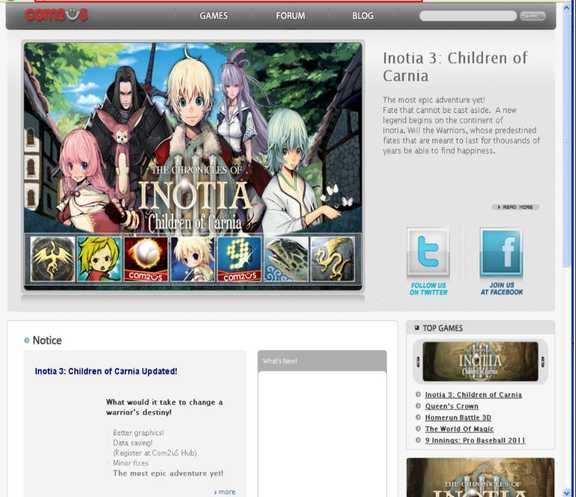 com2us
GAMES
FORUM
BLOG
Inotia 3: Children of
Carnia
The most epic adventure yet!
Fate that cannot be cast aside. A new
legend begins on the continent of
Inotia. Will the Warriors, whose predestined
fates that are meant to last for thousands of
years be able to find happiness.
READ MORE
THE CHRONICLES OF
INOTIA
III
Children of Carnia
com2us
com2us
FOLLOW US
ON TWITTER
JOIN US
AT FACEBOOK
Notice
Inotia 3: Children of Carnia Updated!
What would it take to change a
warrior's destiny!
Better graphics!
Data saving!
(Register at Com2uS Hub)
Minor fixes
The most epic adventure yet!
more
What's New!
TOP GAMES
INOTIA
Children of Carnia
Inotia 3: Children of Carnia
Queen's Crown
Homerun Battle 3D
The World Of Magic
9 Innings: Pro Baseball 2011
THE CHRONICLES OF
INOTIA